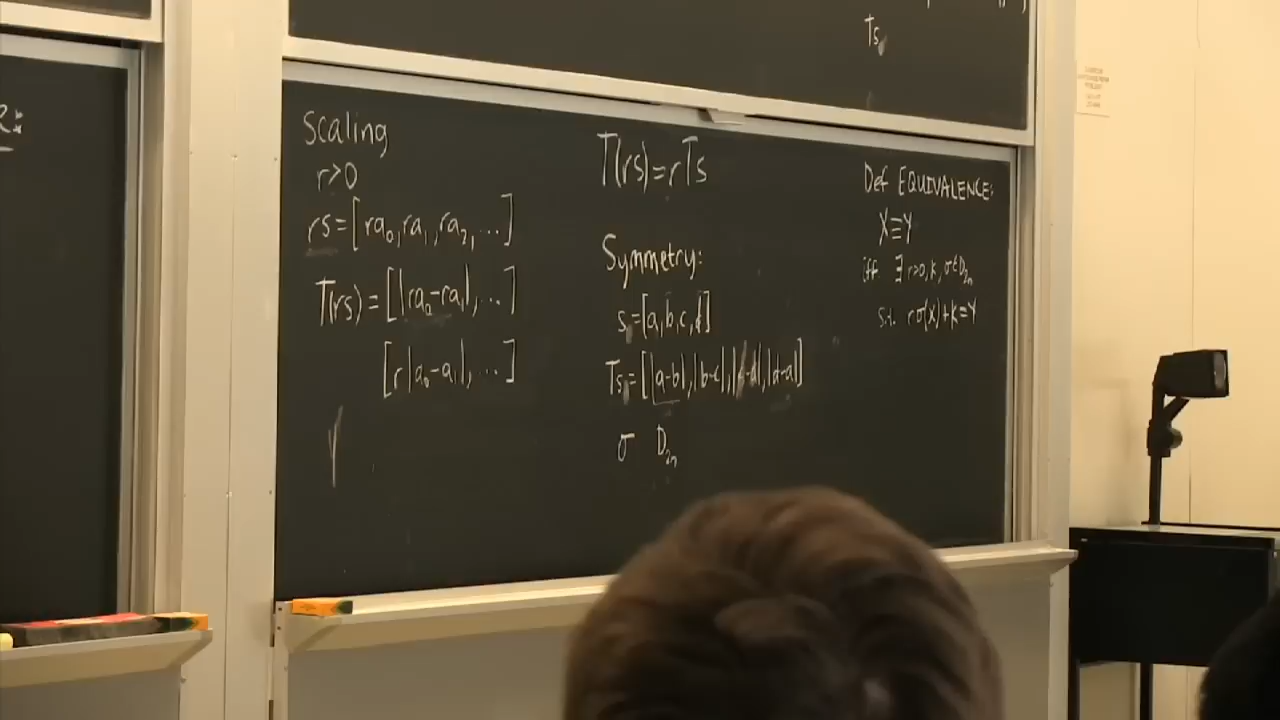 Ts
R:
Scaling
r>0
rs=[ra₀,ra₁,ra₂,...]
T(rs)=[|ra₀-ra₁|,...]
[r|a₀-a₁|,...]
T(rs)=rTs
Symmetry:
s=[a,b,c,d]
Ts=[|a-b|,|b-c|,|c-d|,|d-a|]
σ D₂ₙ
Def EQUIVALENCE:
X≡Y
iff ∃ r>0,K,σ∈D₂ₙ
s.t. rσ(X)+K=Y